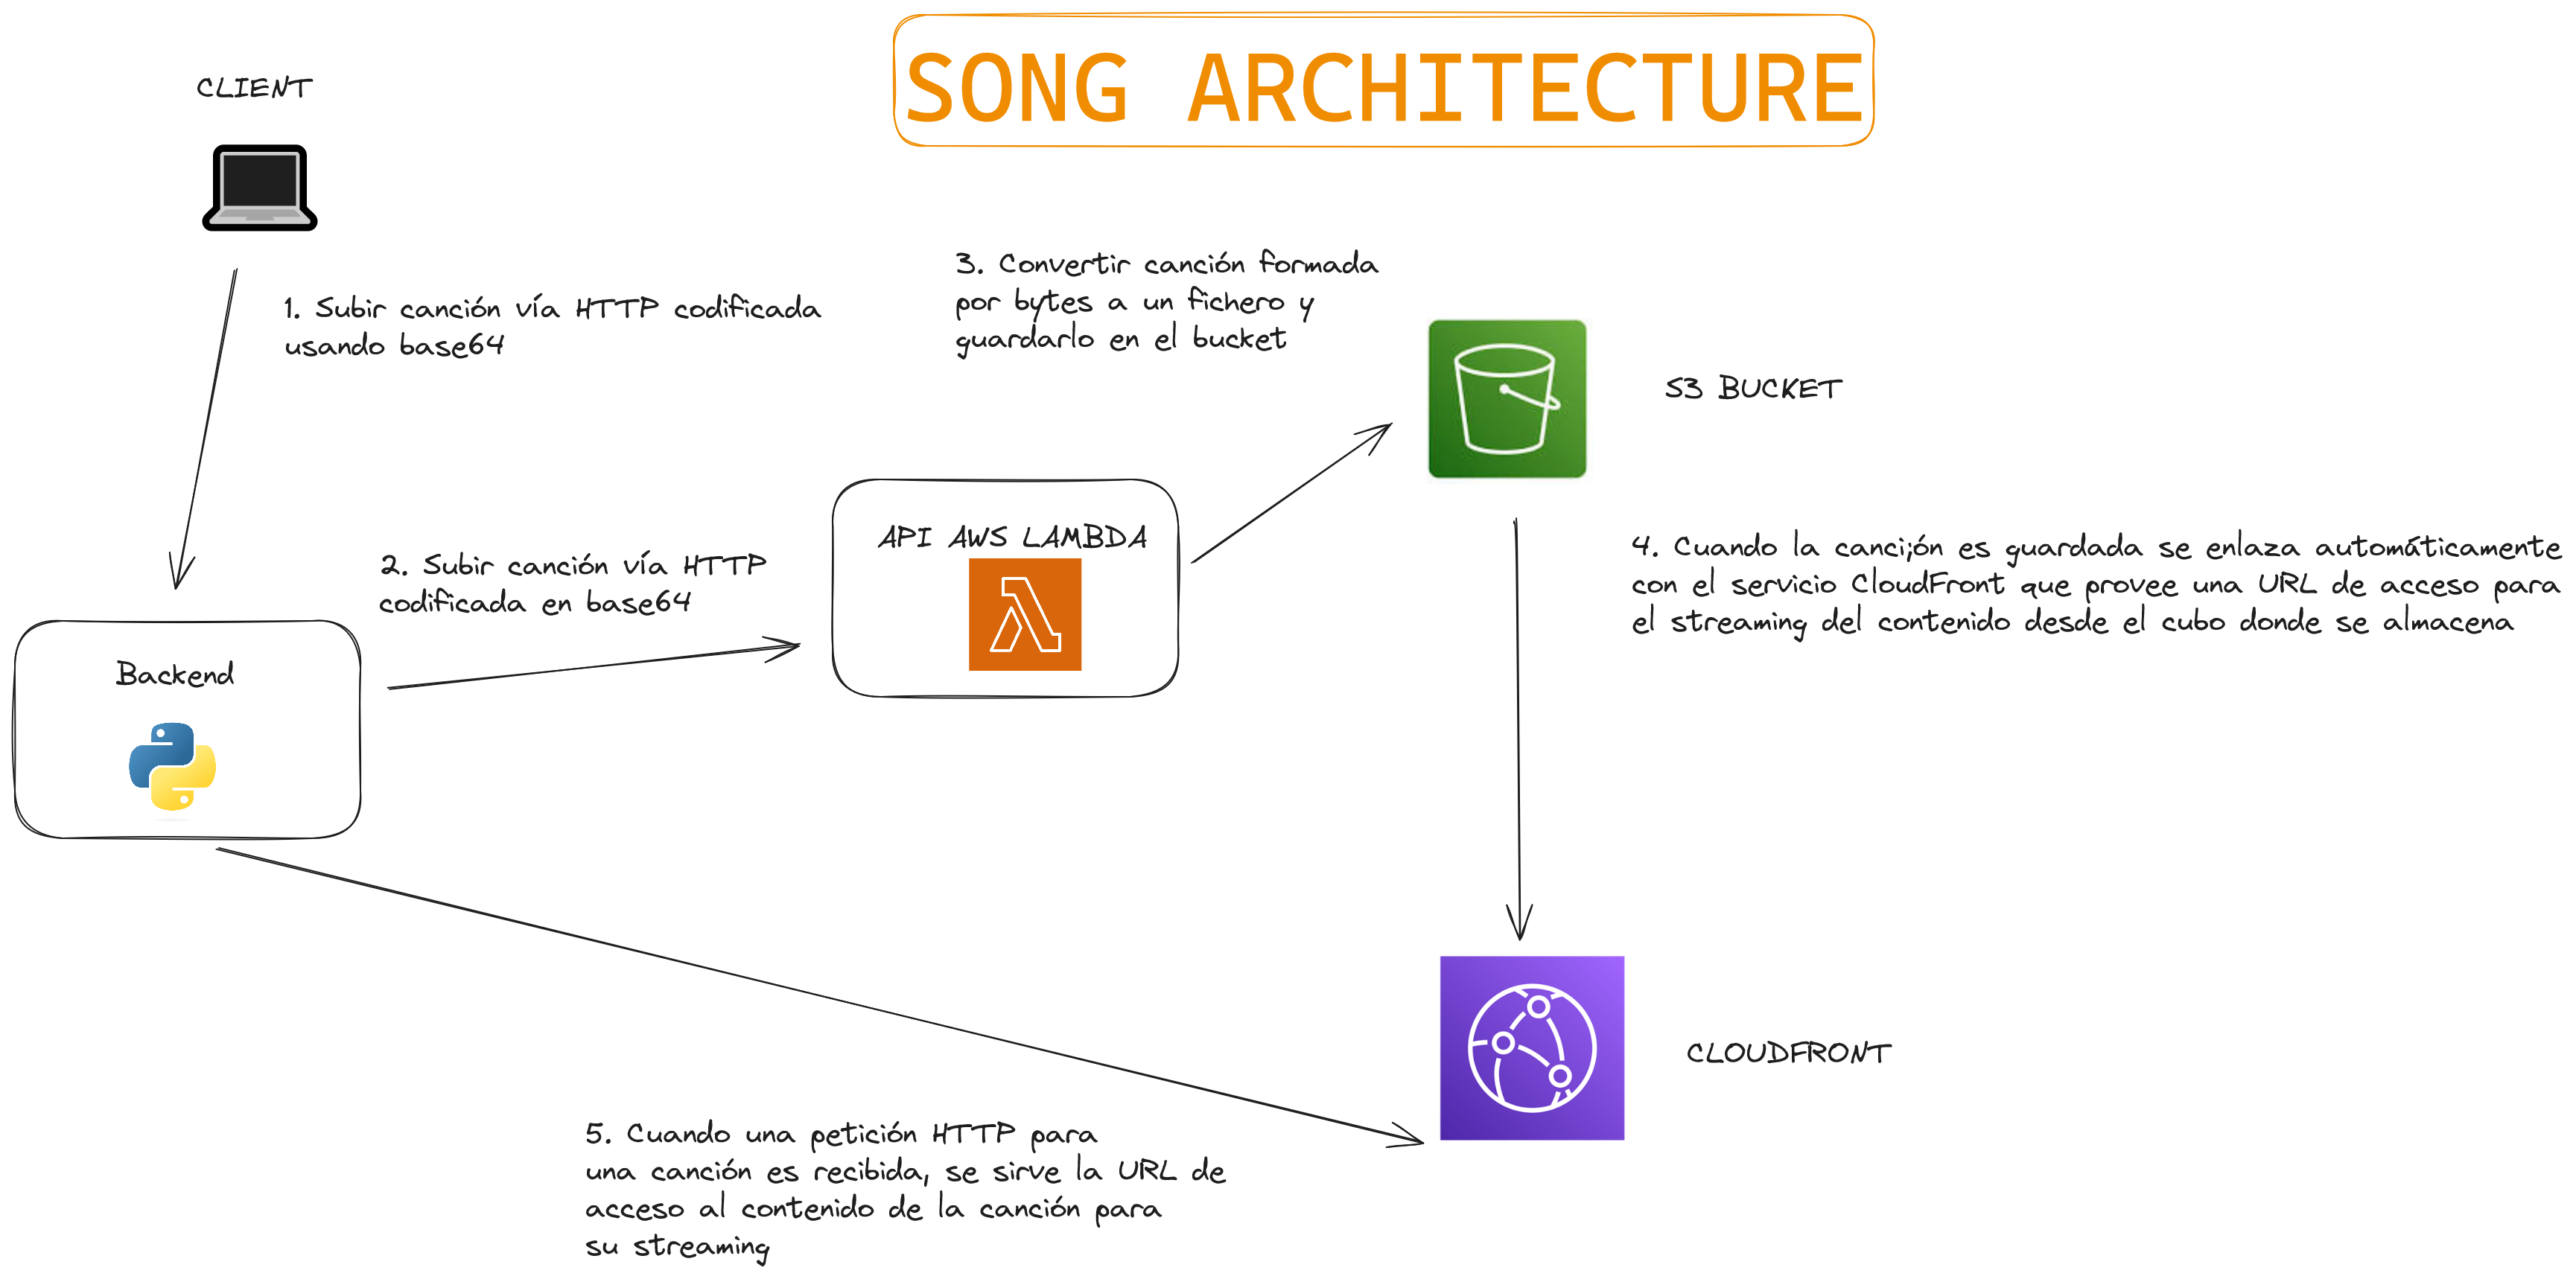 SONG ARCHITECTURE
CLIENT
1. Subir canción vía HTTP codificada
usando base64
3. Convertir canción formada
por bytes a un fichero y
guardarlo en el bucket
S3 BUCKET
API AWS LAMBDA
2. Subir canción vía HTTP
codificada en base64
4. Cuando la canci;ón es guardada se enlaza automáticamente
con el servicio CloudFront que provee una URL de acceso para
el streaming del contenido desde el cubo donde se almacena
Backend
CLOUDFRONT
5. Cuando una petición HTTP para
una canción es recibida, se sirve la URL de
acceso al contenido de la canción para
su streaming